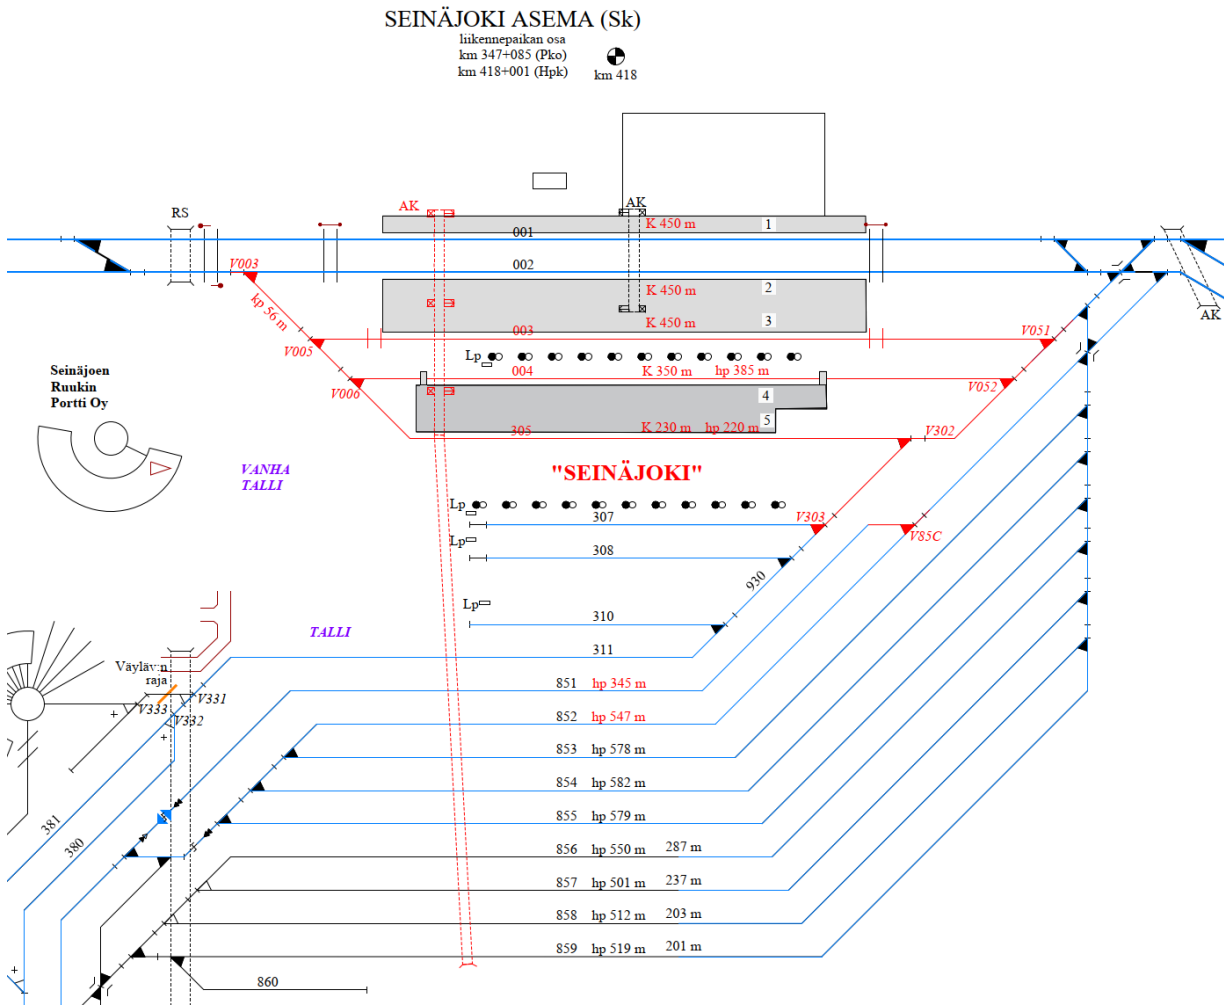 SEINÄJOKI ASEMA (Sk)
liikennepaikan osa
km 347+085 (Pko)
km 418+001 (Hpk)
km 418
RS
AK
AK
K 450 m
1
001
002
V003
K 450 m
2
AK
kp 56 m
K 450 m
3
003
V051
V005
Lp
004
K 350 m
hp 385 m
V052
V006
4
5
305
K 230 m
hp 220 m
V302
Seinäjoen
Ruukin
Portti Oy
VANHA
TALLI
"SEINÄJOKI"
Lp
307
V303
V85C
Lp
308
930
Lp
310
TALLI
311
Väyläv:n
raja
V331
V333
V332
851
hp 345 m
852
hp 547 m
853
hp 578 m
854
hp 582 m
855
hp 579 m
381
380
856
hp 550 m
287 m
857
hp 501 m
237 m
858
hp 512 m
203 m
859
hp 519 m
201 m
860